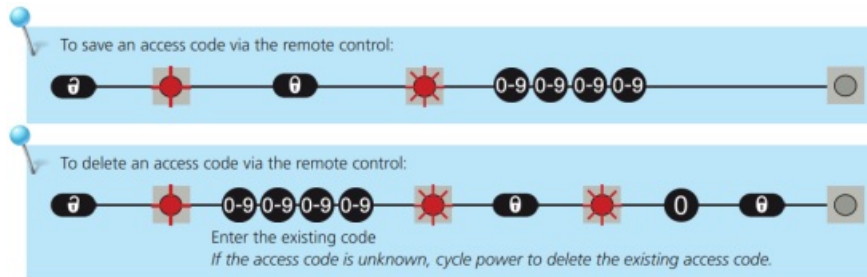 To save an access code via the remote control:
0-9 0-9 0-9 0-9
To delete an access code via the remote control:
0-9 0-9 0-9 0-9 0
Enter the existing code
If the access code is unknown, cycle power to delete the existing access code.